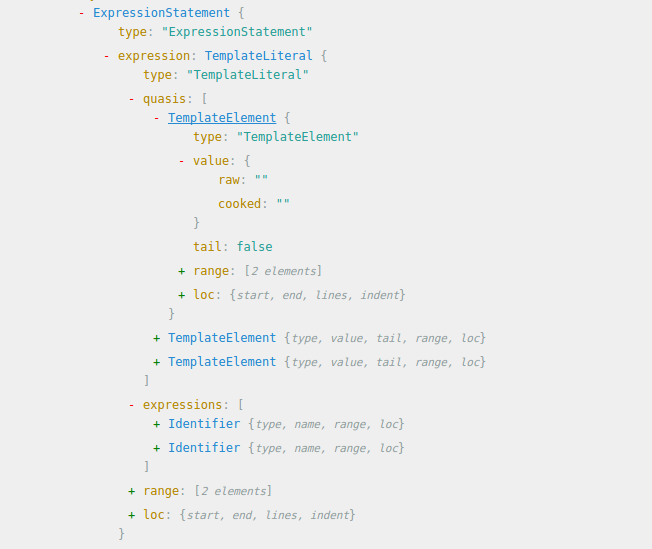 - ExpressionStatement {
type: "ExpressionStatement"
- expression: TemplateLiteral {
type: "TemplateLiteral"
- quasis: [
- TemplateElement {
type: "TemplateElement"
- value: {
raw: ""
cooked: ""
}
tail: false
+ range: [2 elements]
+ loc: {start, end, lines, indent}
}
+ TemplateElement {type, value, tail, range, loc}
+ TemplateElement {type, value, tail, range, loc}
]
- expressions: [
+ Identifier {type, name, range, loc}
+ Identifier {type, name, range, loc}
]
+ range: [2 elements]
+ loc: {start, end, lines, indent}
}